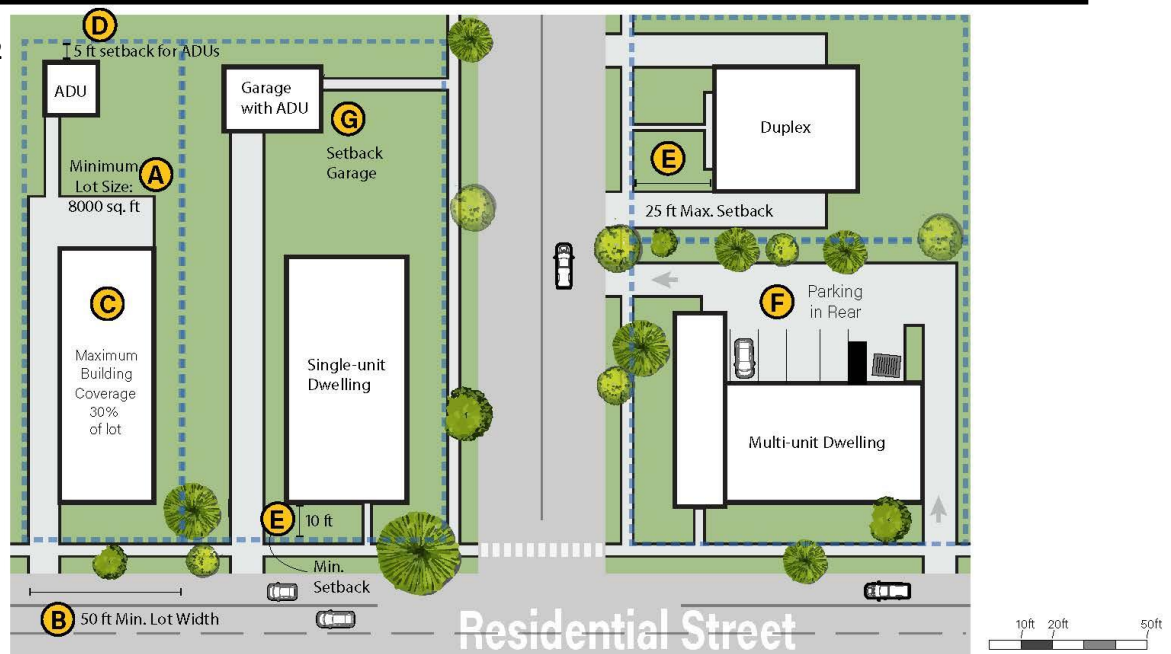 D
2
5 ft setback for ADUs
ADU
Garage
with ADU
G
Setback
Garage
Minimum
Lot Size:
8000 sq. ft
A
C
Maximum
Building
Coverage
30%
of lot
Single-unit
Dwelling
E
10 ft
Min.
Setback
B
50 ft Min. Lot Width
Duplex
E
25 ft Max. Setback
F
Parking
in Rear
Multi-unit Dwelling
Residential Street
10ft 20ft 50ft